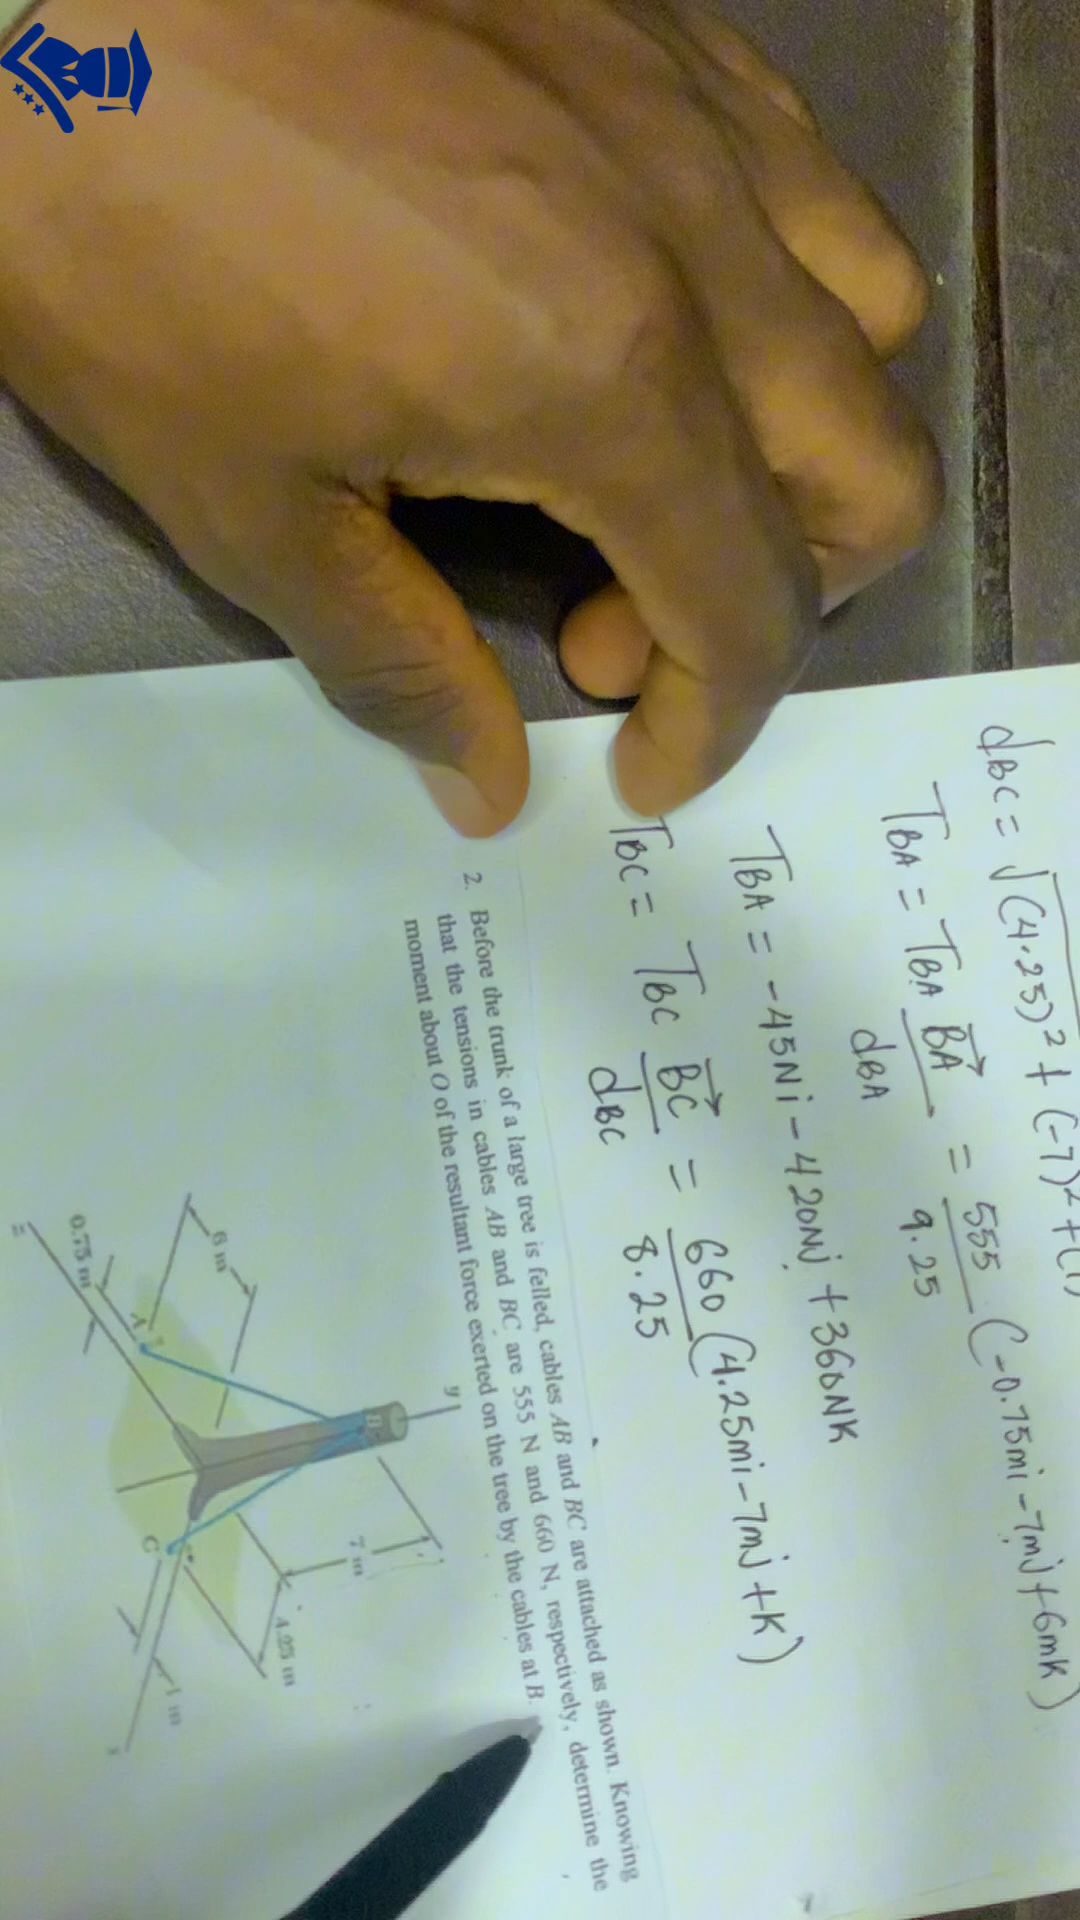 dBC = √(4.25)² + (-7)² + (1)
TBA = TBA BA→ / dBA = 555 / 9.25 (-0.75mi - 7mj + 6mk)
TBA = -45Ni - 420Nj + 360NK
TBC = TBC BC→ / dBC = 660 / 8.25 (4.25mi - 7mj + K)
2. Before the trunk of a large tree is felled, cables AB and BC are attached as shown. Knowing
that the tensions in cables AB and BC are 555 N and 660 N, respectively, determine the
moment about O of the resultant force exerted on the tree by the cables at B.
y
B
7 m
6 m
4.25 m
0.75 m
A
C
1 m
z
x